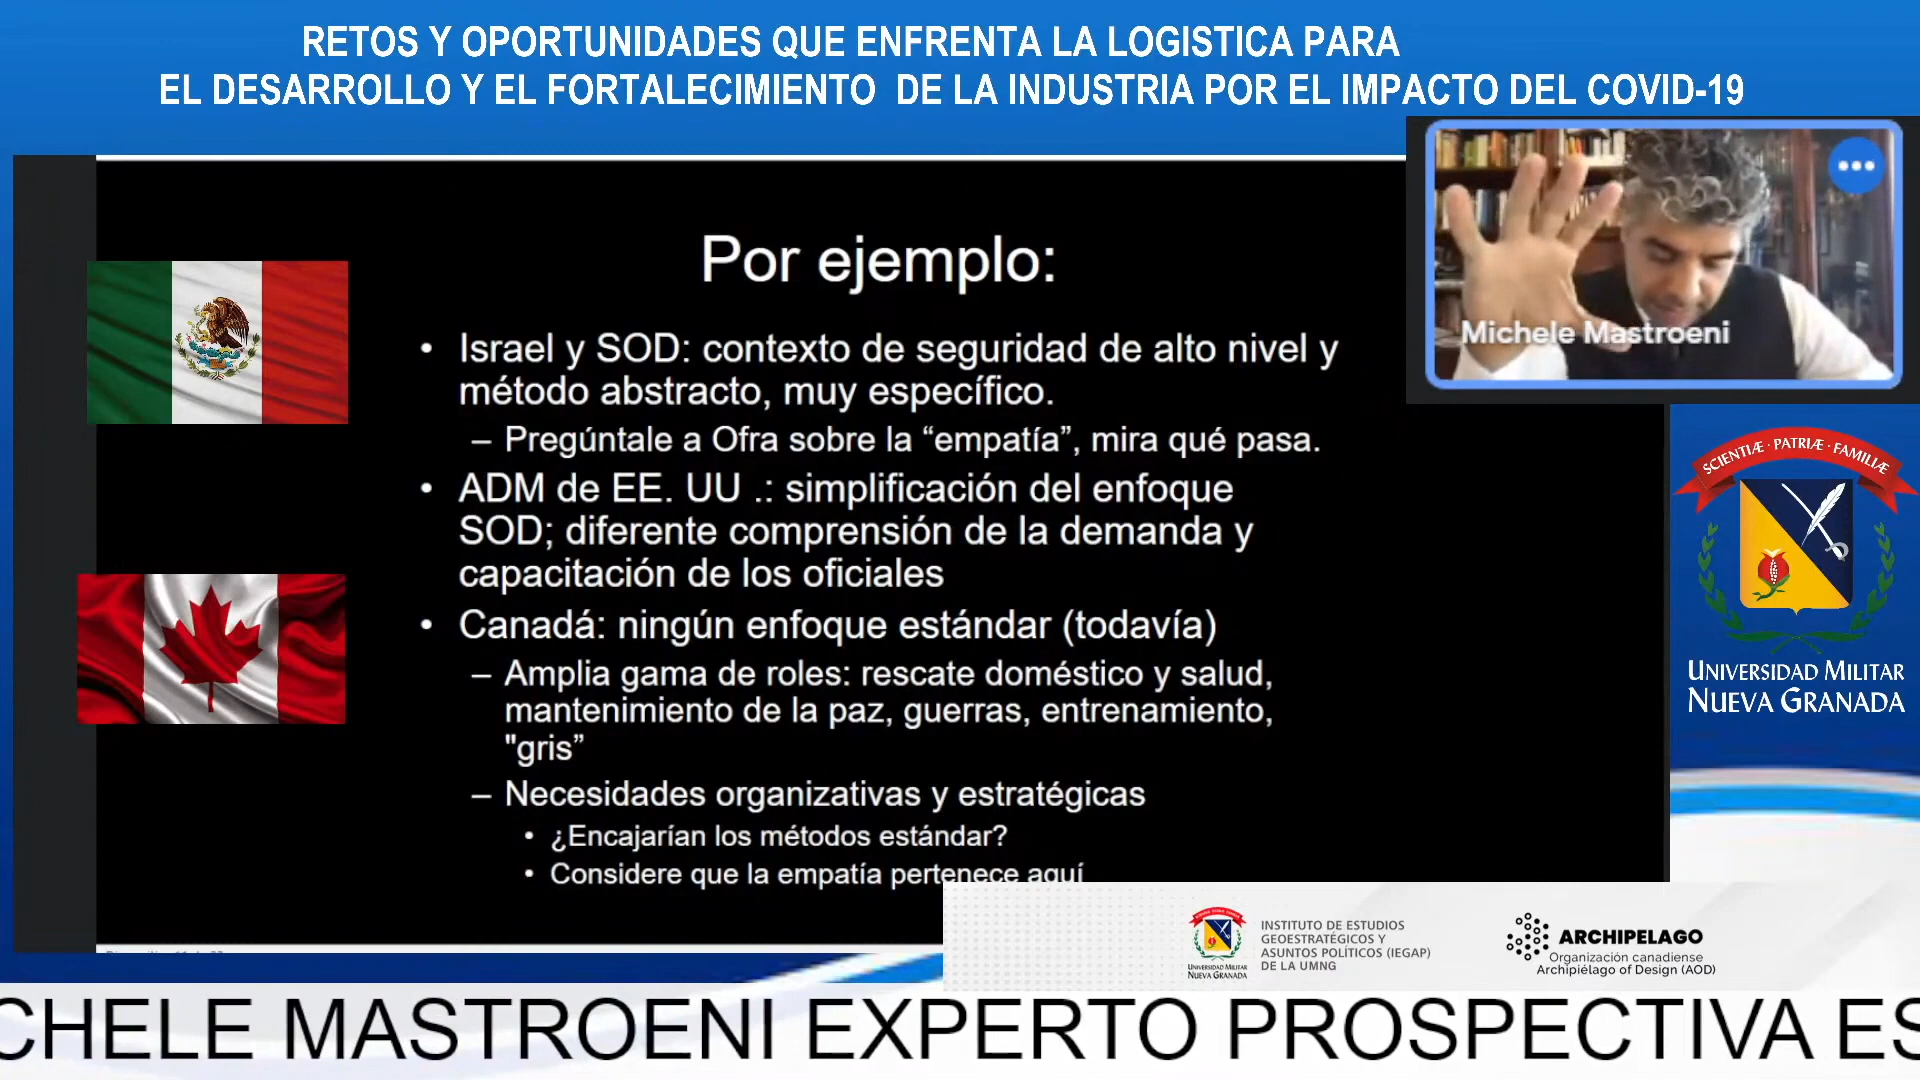 RETOS Y OPORTUNIDADES QUE ENFRENTA LA LOGISTICA PARA
EL DESARROLLO Y EL FORTALECIMIENTO DE LA INDUSTRIA POR EL IMPACTO DEL COVID-19
Michele Mastroeni
Por ejemplo:
• Israel y SOD: contexto de seguridad de alto nivel y
método abstracto, muy específico.
– Pregúntale a Ofra sobre la “empatía”, mira qué pasa.
• ADM de EE. UU .: simplificación del enfoque
SOD; diferente comprensión de la demanda y
capacitación de los oficiales
• Canadá: ningún enfoque estándar (todavía)
– Amplia gama de roles: rescate doméstico y salud,
mantenimiento de la paz, guerras, entrenamiento,
"gris”
– Necesidades organizativas y estratégicas
• ¿Encajarían los métodos estándar?
• Considere que la empatía pertenece aquí
SCIENTIÆ · PATRIÆ · FAMILIÆ
UNIVERSIDAD MILITAR
NUEVA GRANADA
UNIVERSIDAD MILITAR
NUEVA GRANADA
INSTITUTO DE ESTUDIOS
GEOESTRATÉGICOS Y
ASUNTOS POLÍTICOS (IEGAP)
DE LA UMNG
ARCHIPELAGO
Organización canadiense
Archipiélago of Design (AOD)
CHELE MASTROENI EXPERTO PROSPECTIVA ES